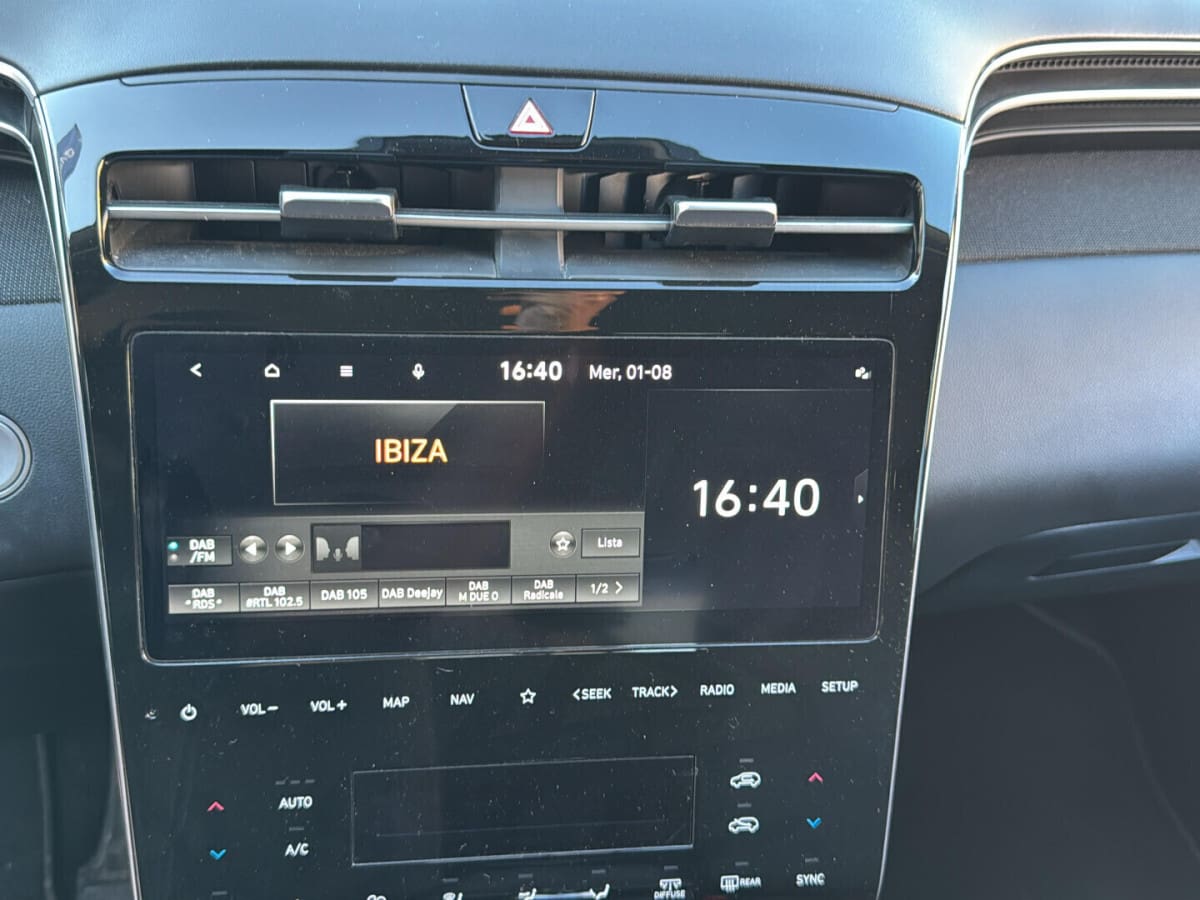 16:40 Mer, 01-08
IBIZA
16:40
DAB
/FM
Lista
DAB
*RDS*
DAB
#RTL 102.5
DAB 105
DAB Deejay
DAB
M DUE O
DAB
Radicale
1/2 >
VOL−
VOL+
MAP
NAV
<SEEK
TRACK>
RADIO
MEDIA
SETUP
AUTO
A/C
DIFFUSE
REAR
SYNC